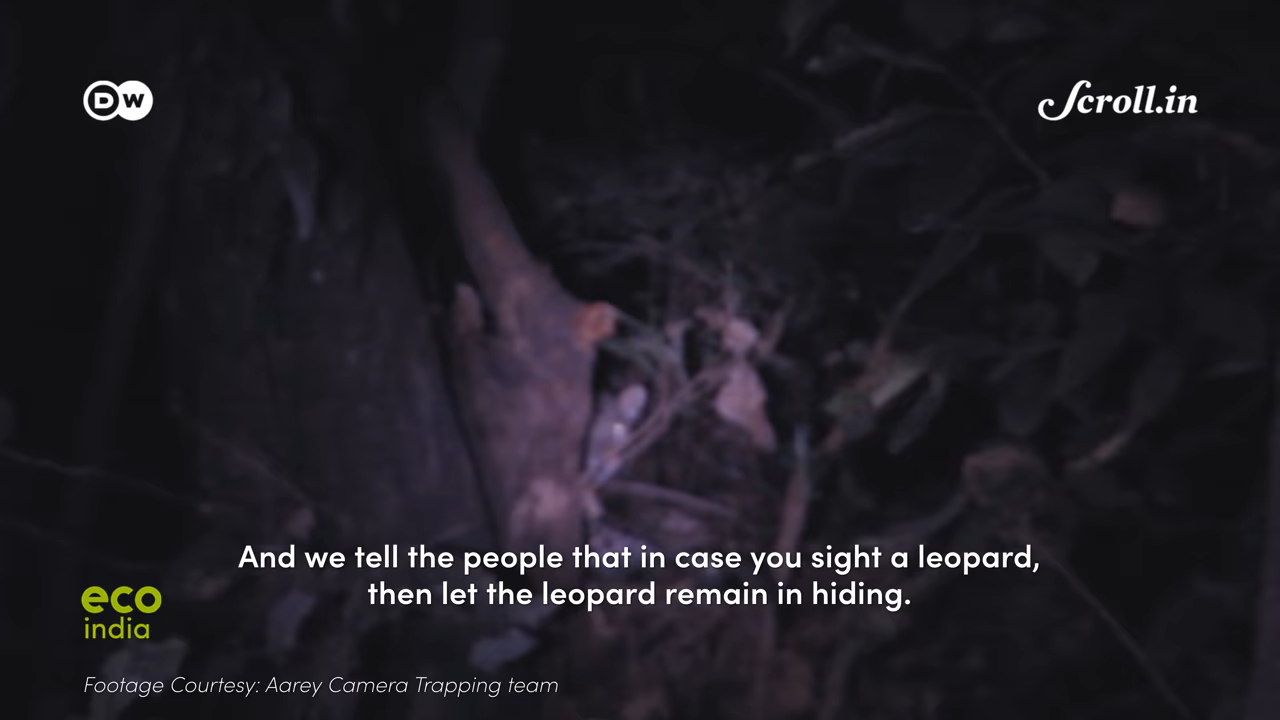 DW
Scroll.in
And we tell the people that in case you sight a leopard,
then let the leopard remain in hiding.
eco
india
Footage Courtesy: Aarey Camera Trapping team